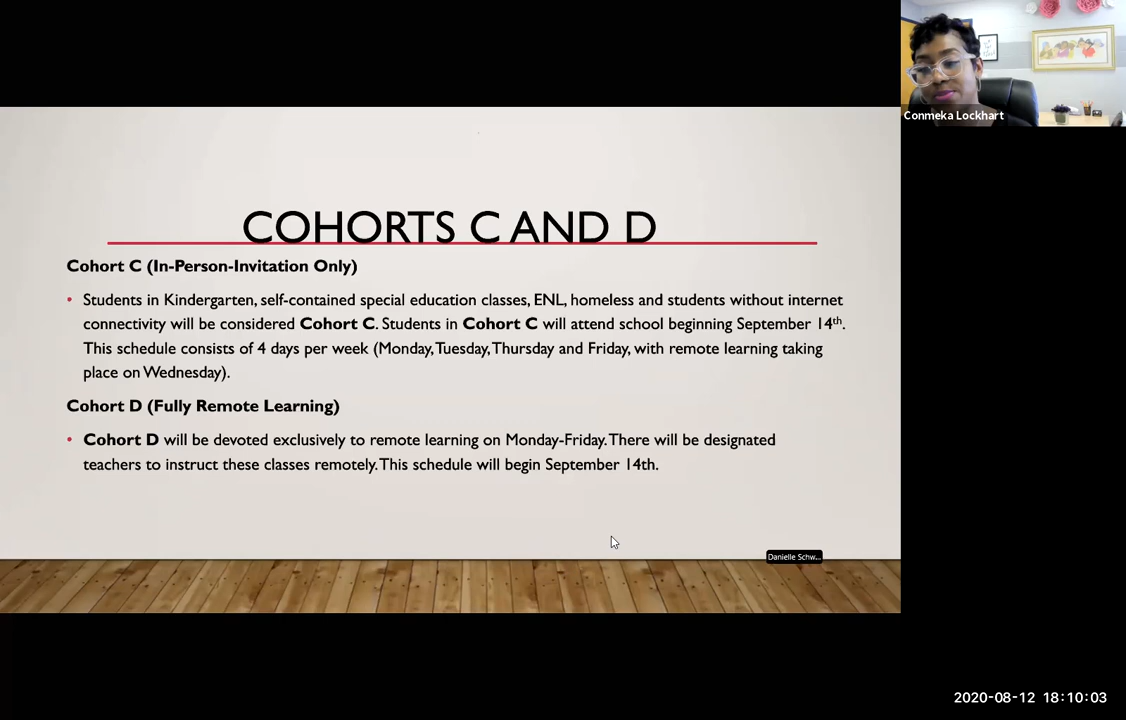 Conmeka Lockhart
COHORTS C AND D
Cohort C (In-Person-Invitation Only)
• Students in Kindergarten, self-contained special education classes, ENL, homeless and students without internet
connectivity will be considered Cohort C. Students in Cohort C will attend school beginning September 14th.
This schedule consists of 4 days per week (Monday, Tuesday, Thursday and Friday, with remote learning taking
place on Wednesday).
Cohort D (Fully Remote Learning)
• Cohort D will be devoted exclusively to remote learning on Monday-Friday. There will be designated
teachers to instruct these classes remotely. This schedule will begin September 14th.
Danielle Schw...
2020-08-12 18:10:03